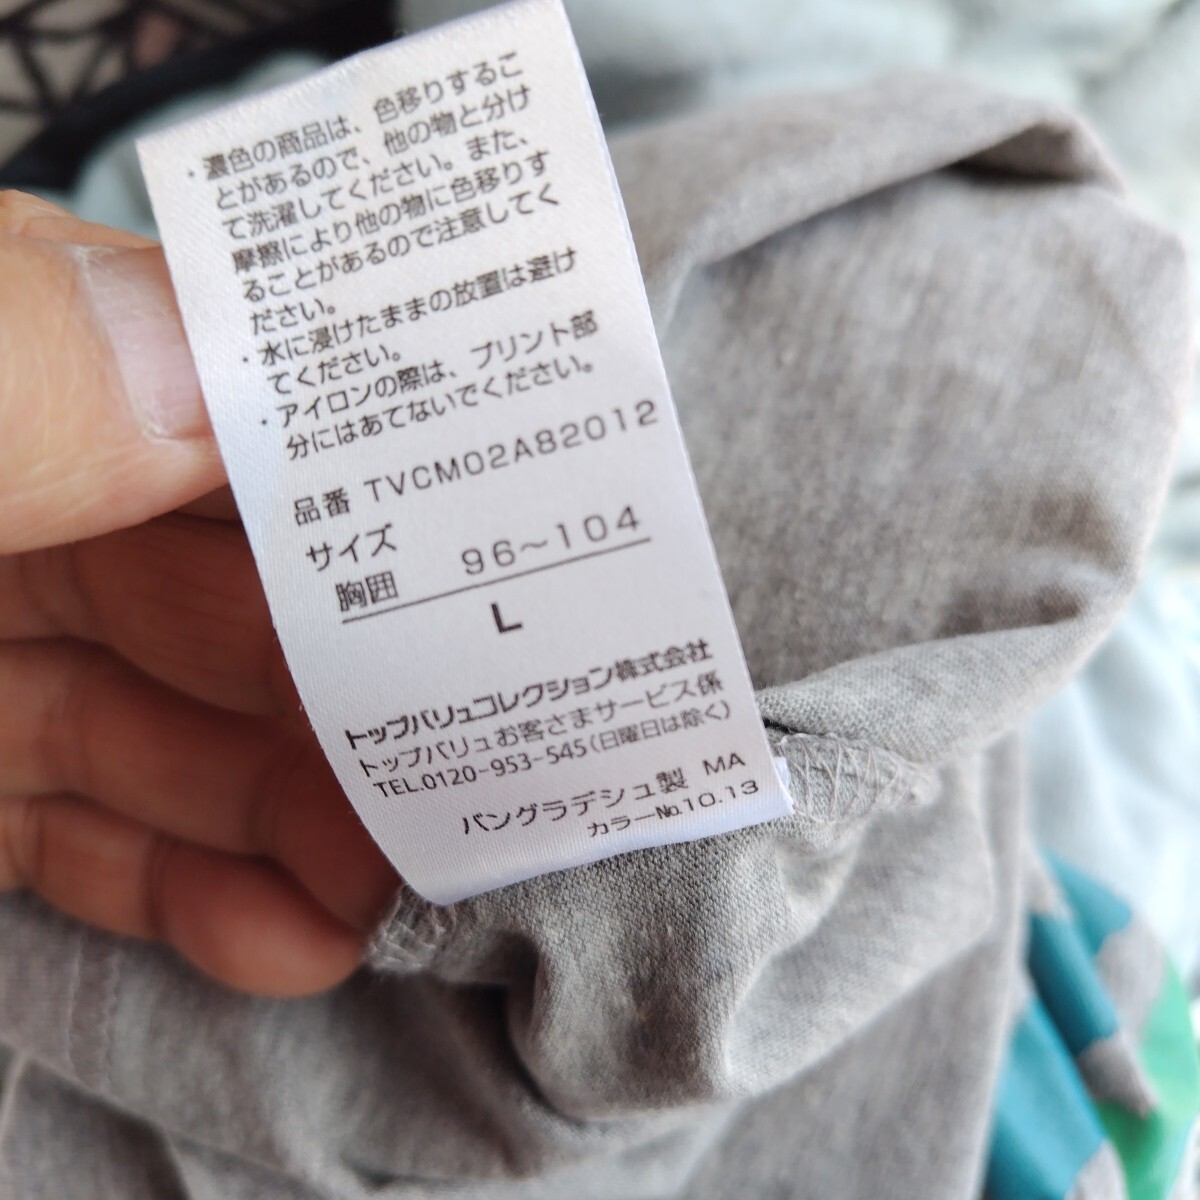 ・濃色の商品は、色移りするこ
とがあるので、他の物と分け
て洗濯してください。また、
摩擦により他の物に色移りす
ることがあるので注意してく
ださい。
・水に浸けたままの放置は避け
てください。
・アイロンの際は、プリント部
分にはあてないでください。
品番 TVCM02A82012
サイズ
胸囲 96~104
L
トップバリュコレクション株式会社
トップバリュお客さまサービス係
TEL.0120-953-545(日曜日は除く)
バングラデシュ製 MA
カラー№10.13